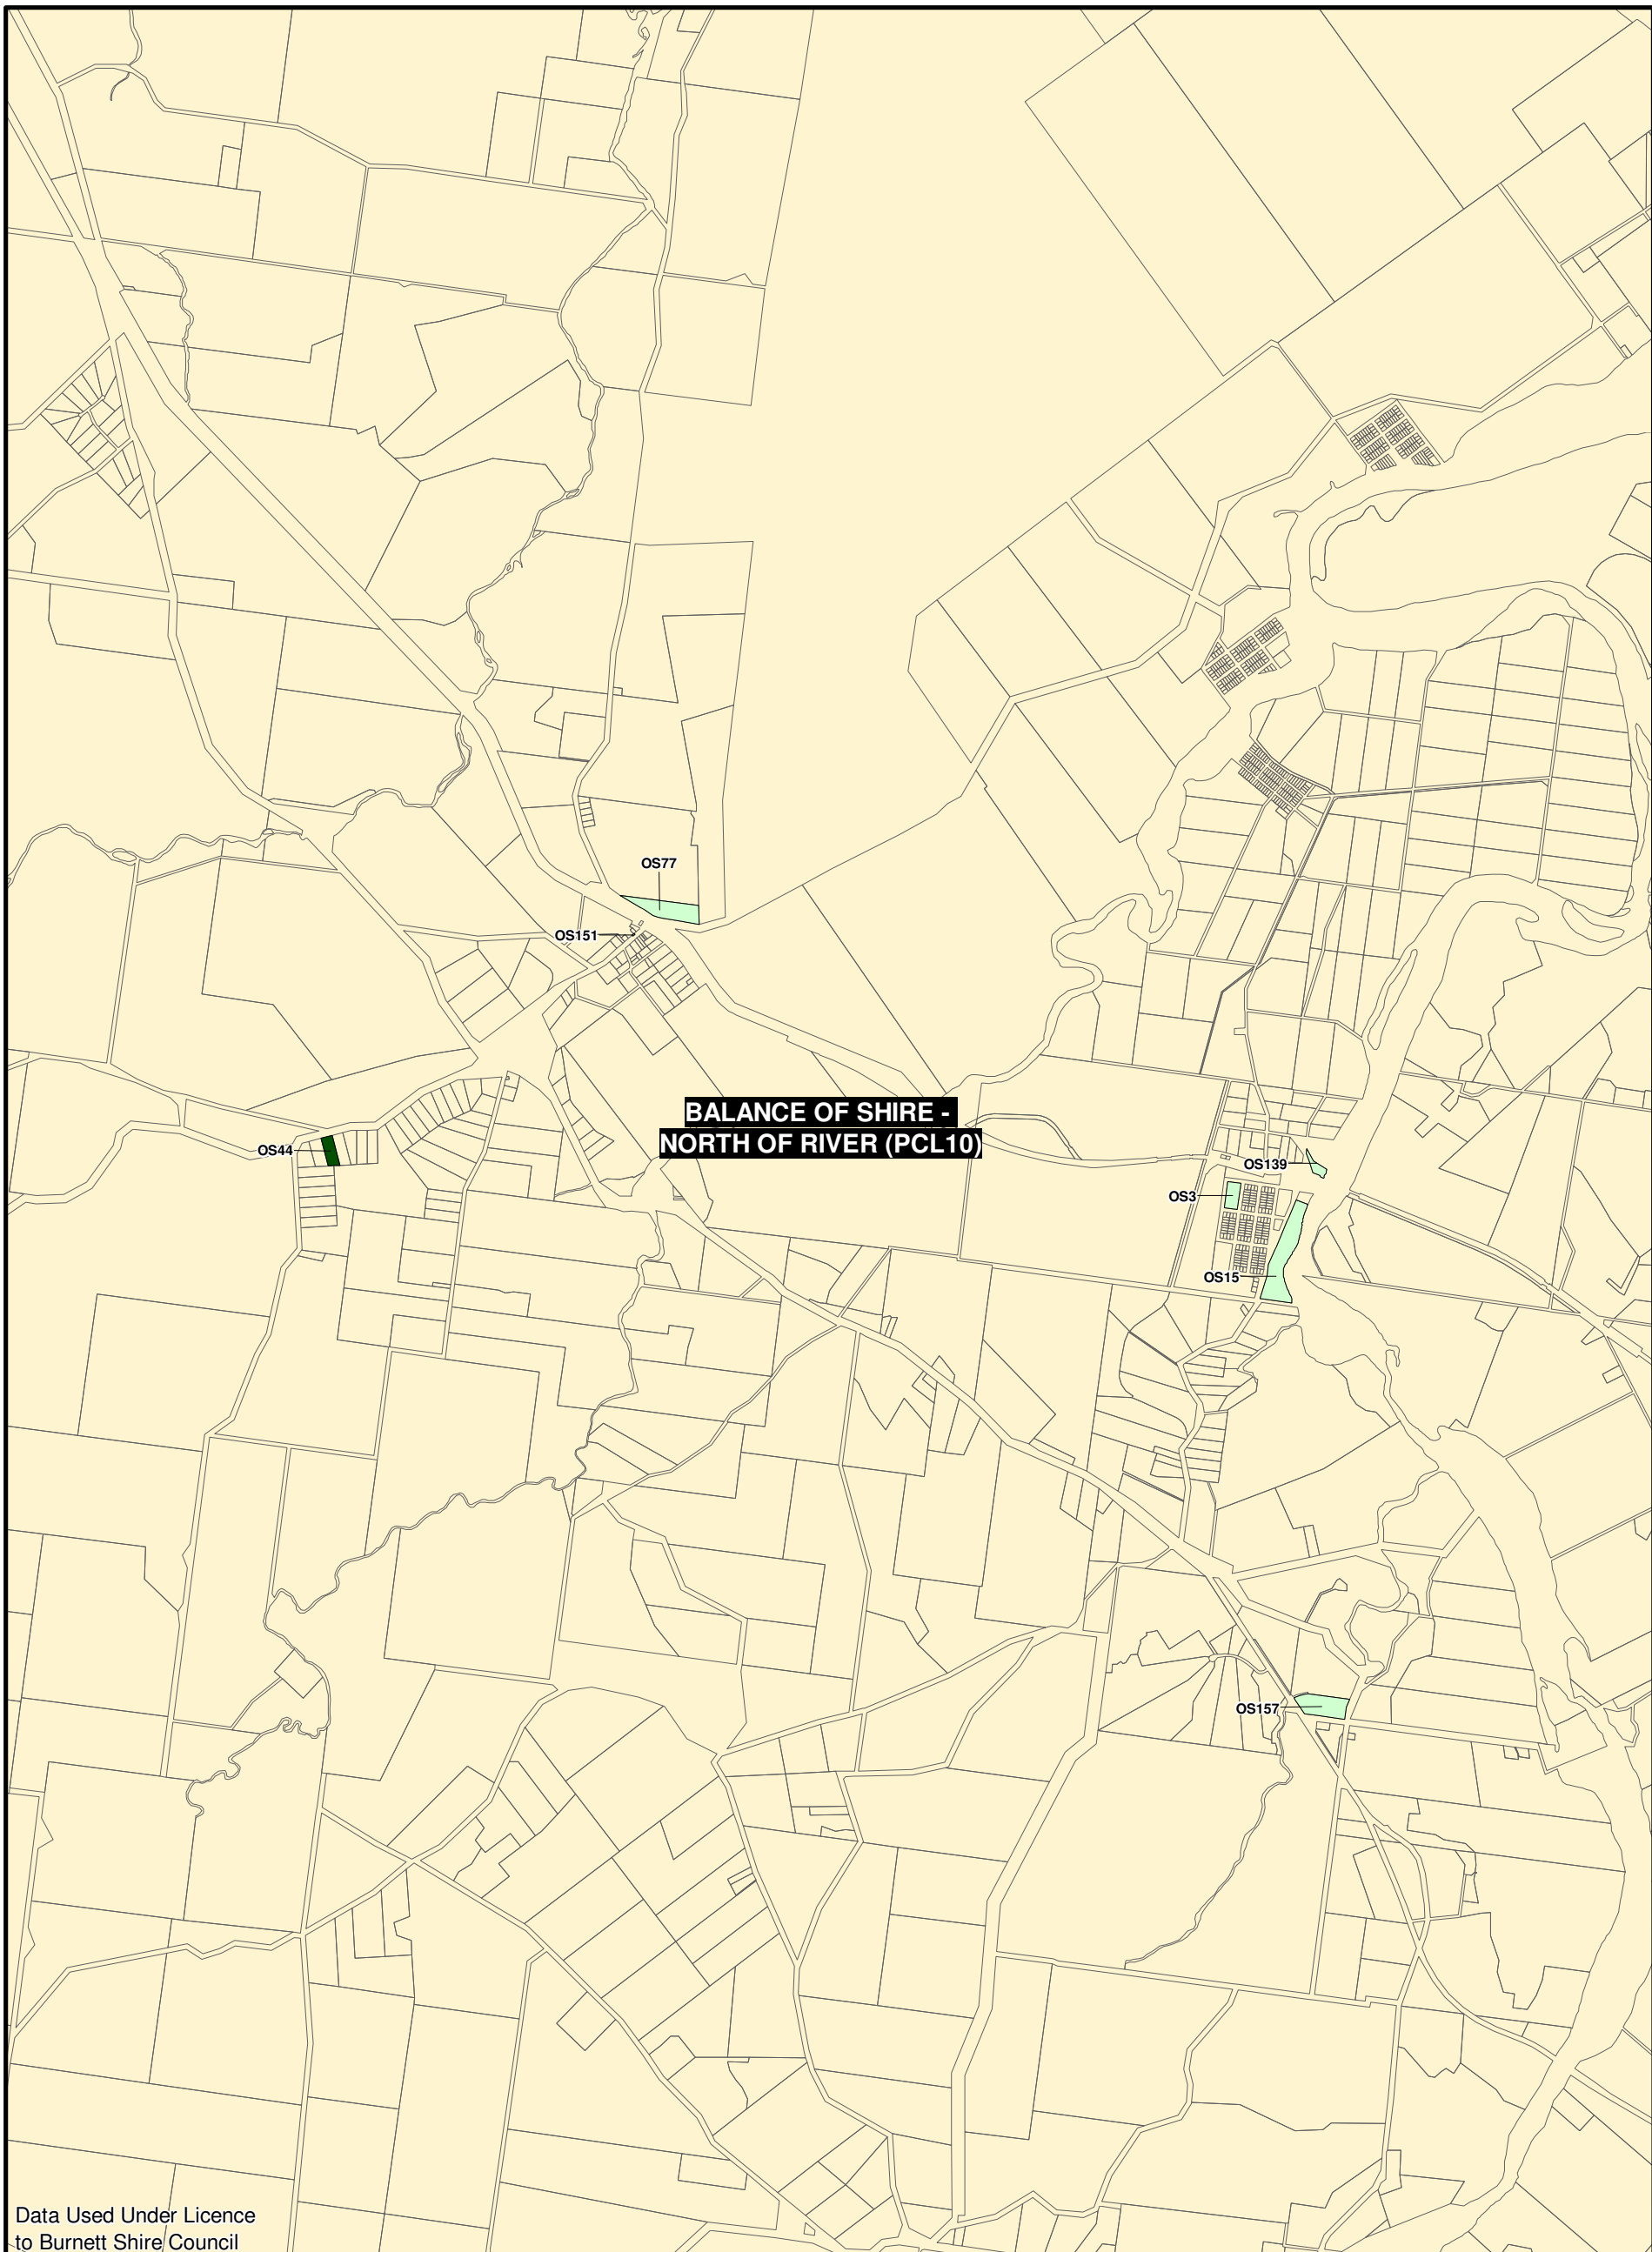 OS77
OS151
BALANCE OF SHIRE -
NORTH OF RIVER (PCL10)
OS44
OS139
OS3
OS15
OS157
Data Used Under Licence
to Burnett Shire Council